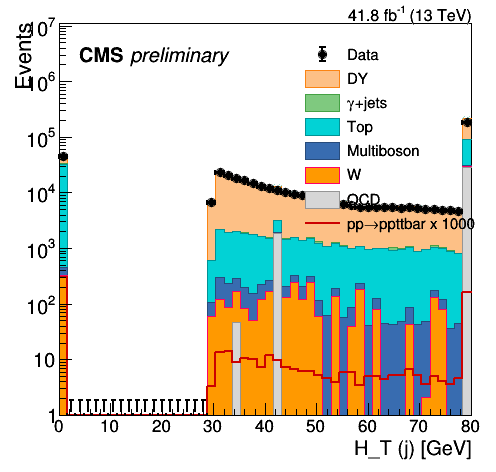 41.8 fb⁻¹ (13 TeV)
Events
CMS preliminary
Data
DY
γ+jets
Top
Multiboson
W
QCD
pp→ppttbar x 1000
10⁷
10⁶
10⁵
10⁴
10³
10²
10
1
0 10 20 30 40 50 60 70 80
H_T (j) [GeV]